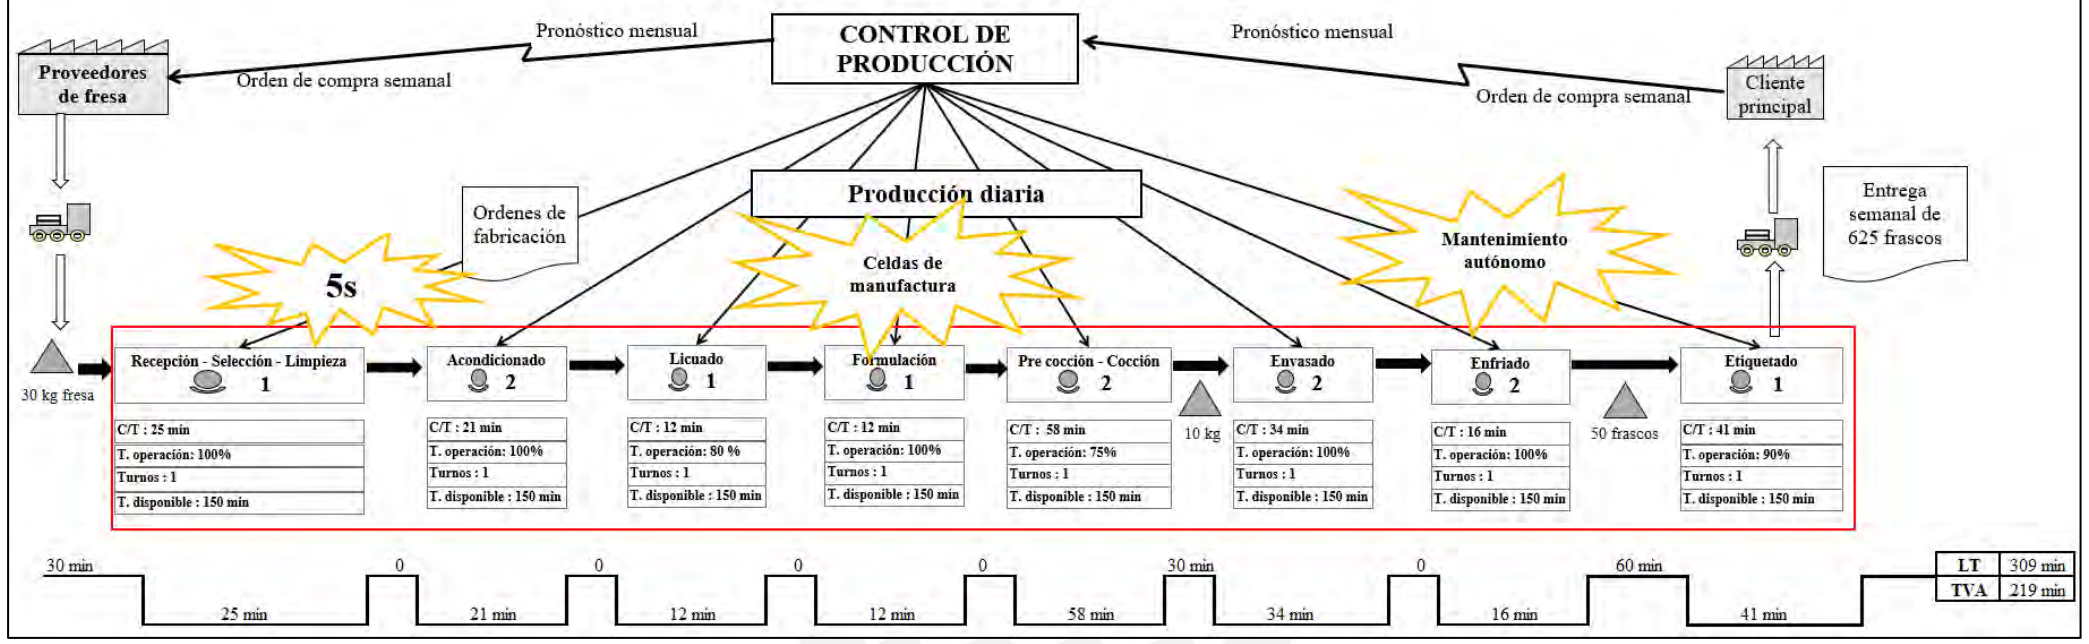 Pronóstico mensual
Orden de compra semanal
CONTROL DE
PRODUCCIÓN
Pronóstico mensual
Orden de compra semanal
Proveedores
de fresa
Cliente
principal
Producción diaria
Ordenes de
fabricación
5s
Celdas de
manufactura
Mantenimiento
autónomo
Entrega
semanal de
625 frascos
30 kg fresa
Recepción - Selección - Limpieza
1
C/T : 25 min
T. operación: 100%
Turnos : 1
T. disponible : 150 min
Acondicionado
2
C/T : 21 min
T. operación: 100%
Turnos : 1
T. disponible : 150 min
Licuado
1
C/T : 12 min
T. operación: 80 %
Turnos : 1
T. disponible : 150 min
Formulación
1
C/T : 12 min
T. operación: 100%
Turnos : 1
T. disponible : 150 min
Pre cocción - Cocción
2
C/T : 58 min
T. operación: 75%
Turnos : 1
T. disponible : 150 min
10 kg
Envasado
2
C/T : 34 min
T. operación: 100%
Turnos : 1
T. disponible : 150 min
Enfriado
2
C/T : 16 min
T. operación: 100%
Turnos : 1
T. disponible : 150 min
50 frascos
Etiquetado
1
C/T : 41 min
T. operación: 90%
Turnos : 1
T. disponible : 150 min
30 min
0
0
0
0
30 min
0
60 min
25 min
21 min
12 min
12 min
58 min
34 min
16 min
41 min
LT 309 min
TVA 219 min